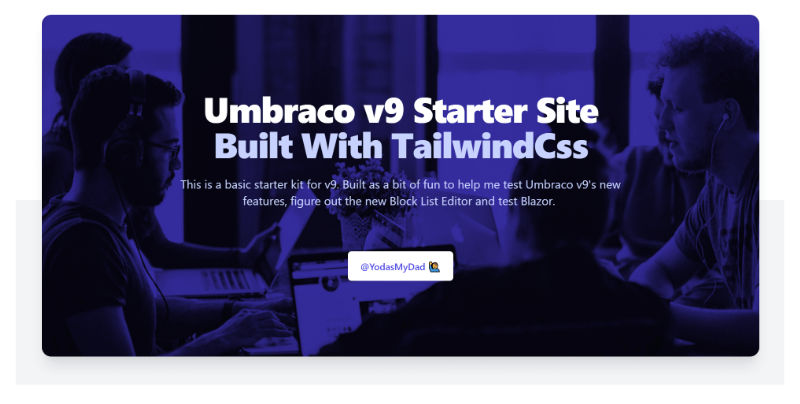 Umbraco v9 Starter Site
Built With TailwindCss
This is a basic starter kit for v9. Built as a bit of fun to help me test Umbraco v9's new
features, figure out the new Block List Editor and test Blazor.
@YodasMyDad 🙋🏽‍♂️